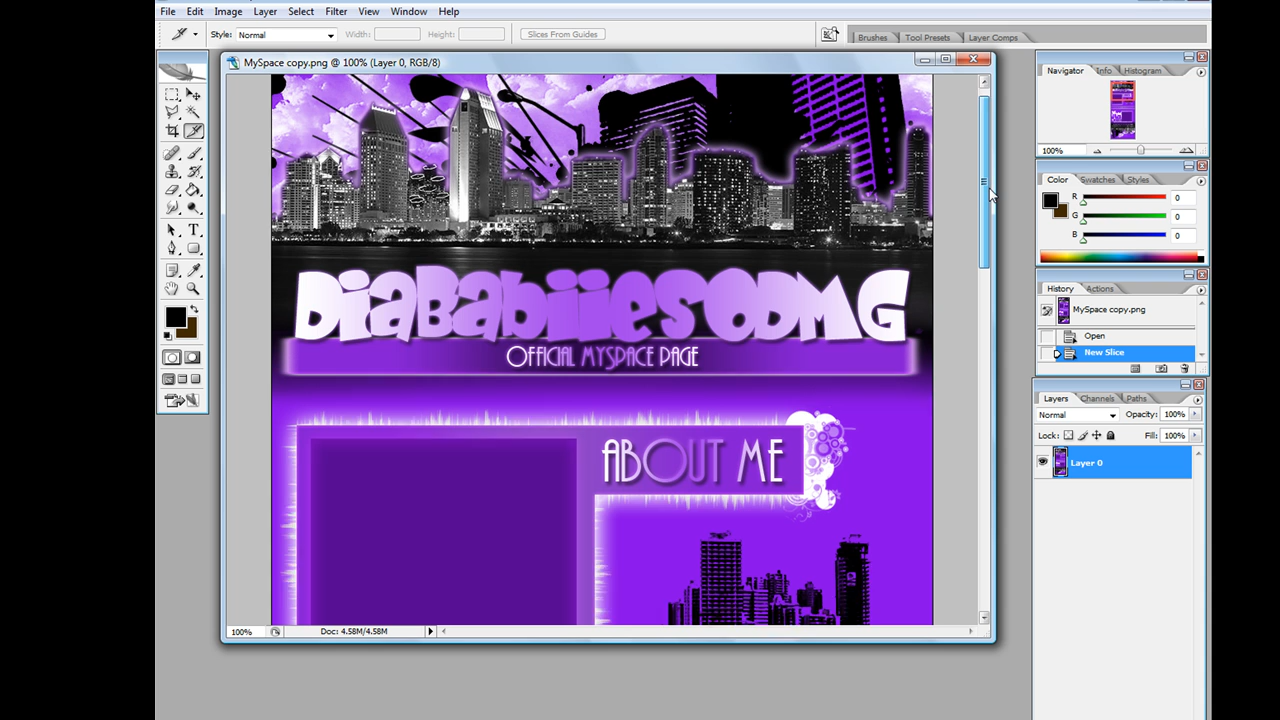 File Edit Image Layer Select Filter View Window Help
Style: Normal Width: Height: Slices From Guides Brushes Tool Presets Layer Comps
MySpace copy.png @ 100% (Layer 0, RGB/8)
Navigator Info Histogram
100%
Color Swatches Styles
R 0
G 0
B 0
History Actions
MySpace copy.png
Open
New Slice
Layers Channels Paths
Normal Opacity: 100%
Lock: Fill: 100%
Layer 0
DiaBabiiesODMG
OFFICIAL MYSPACE PAGE
ABOUT ME
100% Doc: 4.58M/4.58M